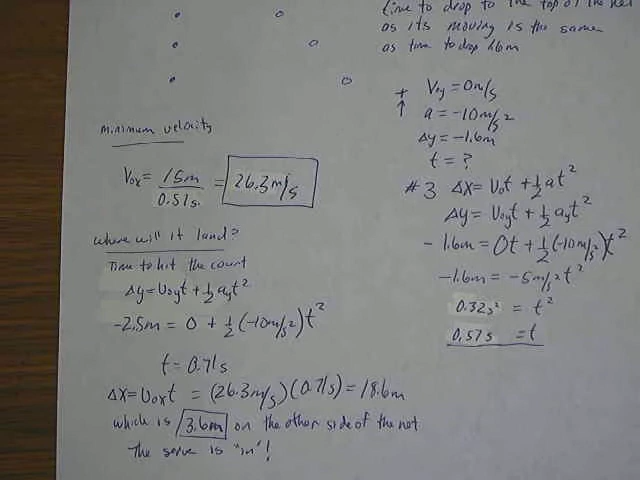 time to drop to the top of the net
as its moving is the same
as time to drop 1.6m
+ ↑
V₀y = 0m/s
a = -10m/s²
Δy = -1.6m
t = ?
#3 Δx = v₀t + ½at²
Δy = v₀yt + ½ayt²
-1.6m = 0t + ½(-10m/s²)t²
-1.6m = -5m/s²t²
0.32s² = t²
0.57s = t
minimum velocity
V₀x = 15m / 0.57s = 26.3m/s
where will it land?
Time to hit the court
Δy = v₀yt + ½ayt²
-2.5m = 0 + ½(-10m/s²)t²
t = 0.71s
Δx = v₀xt = (26.3m/s)(0.71s) = 18.6m
which is 3.6m on the other side of the net
The serve is "in"!